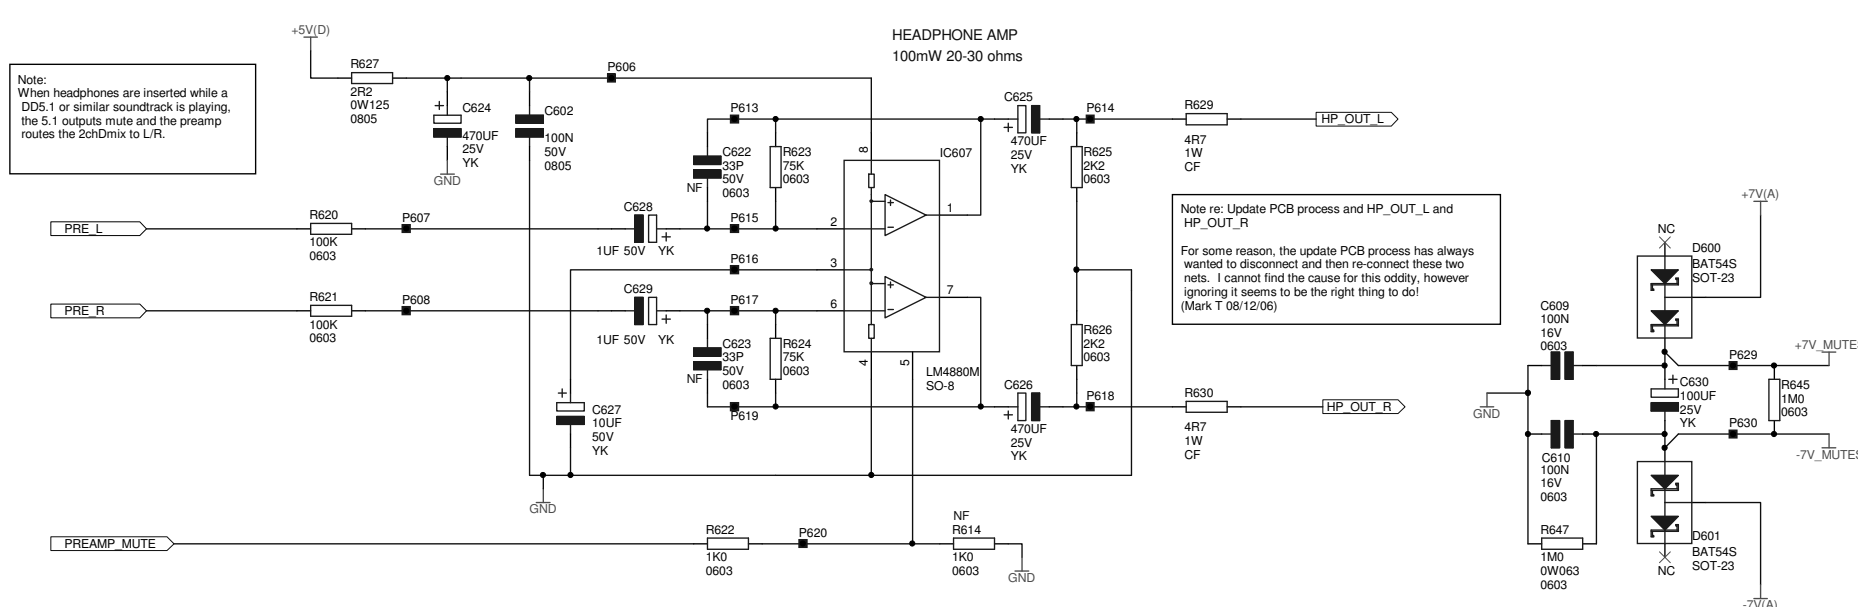 HEADPHONE AMP
100mW 20-30 ohms
Note:
When headphones are inserted while a
DD5.1 or similar soundtrack is playing,
the 5.1 outputs mute and the preamp
routes the 2chDmix to L/R.
+5V(D)
R627
2R2
0W125
0805
C624
+
470UF
25V
YK
GND
C602
100N
50V
0805
P606
P613
C622
33P
50V
0603
NF
R623
75K
0603
8
IC607
C625
+
470UF
25V
YK
P614
R625
2K2
0603
R629
4R7
1W
CF
HP_OUT_L
PRE_L
R620
100K
0603
P607
C628
+
1UF 50V
YK
P615
2
+
−
1
P616
3
PRE_R
R621
100K
0603
P608
C629
+
1UF 50V
YK
P617
6
+
−
7
C623
33P
50V
0603
NF
R624
75K
0603
4
5
LM4880M
SO-8
P619
C627
+
10UF
50V
YK
C626
+
470UF
25V
YK
P618
R626
2K2
0603
R630
4R7
1W
CF
HP_OUT_R
GND
PREAMP_MUTE
R622
1K0
0603
P620
NF
R614
1K0
0603
GND
Note re: Update PCB process and HP_OUT_L and
HP_OUT_R
For some reason, the update PCB process has always
wanted to disconnect and then re-connect these two
nets. I cannot find the cause for this oddity, however
ignoring it seems to be the right thing to do!
(Mark T 08/12/06)
+7V(A)
NC
D600
BAT54S
SOT-23
C609
100N
16V
0603
P629
+7V_MUTE
+
C630
100UF
25V
YK
R645
1M0
0603
GND
P630
-7V_MUTE
C610
100N
16V
0603
R647
1M0
0W063
0603
D601
BAT54S
SOT-23
NC
-7V(A)